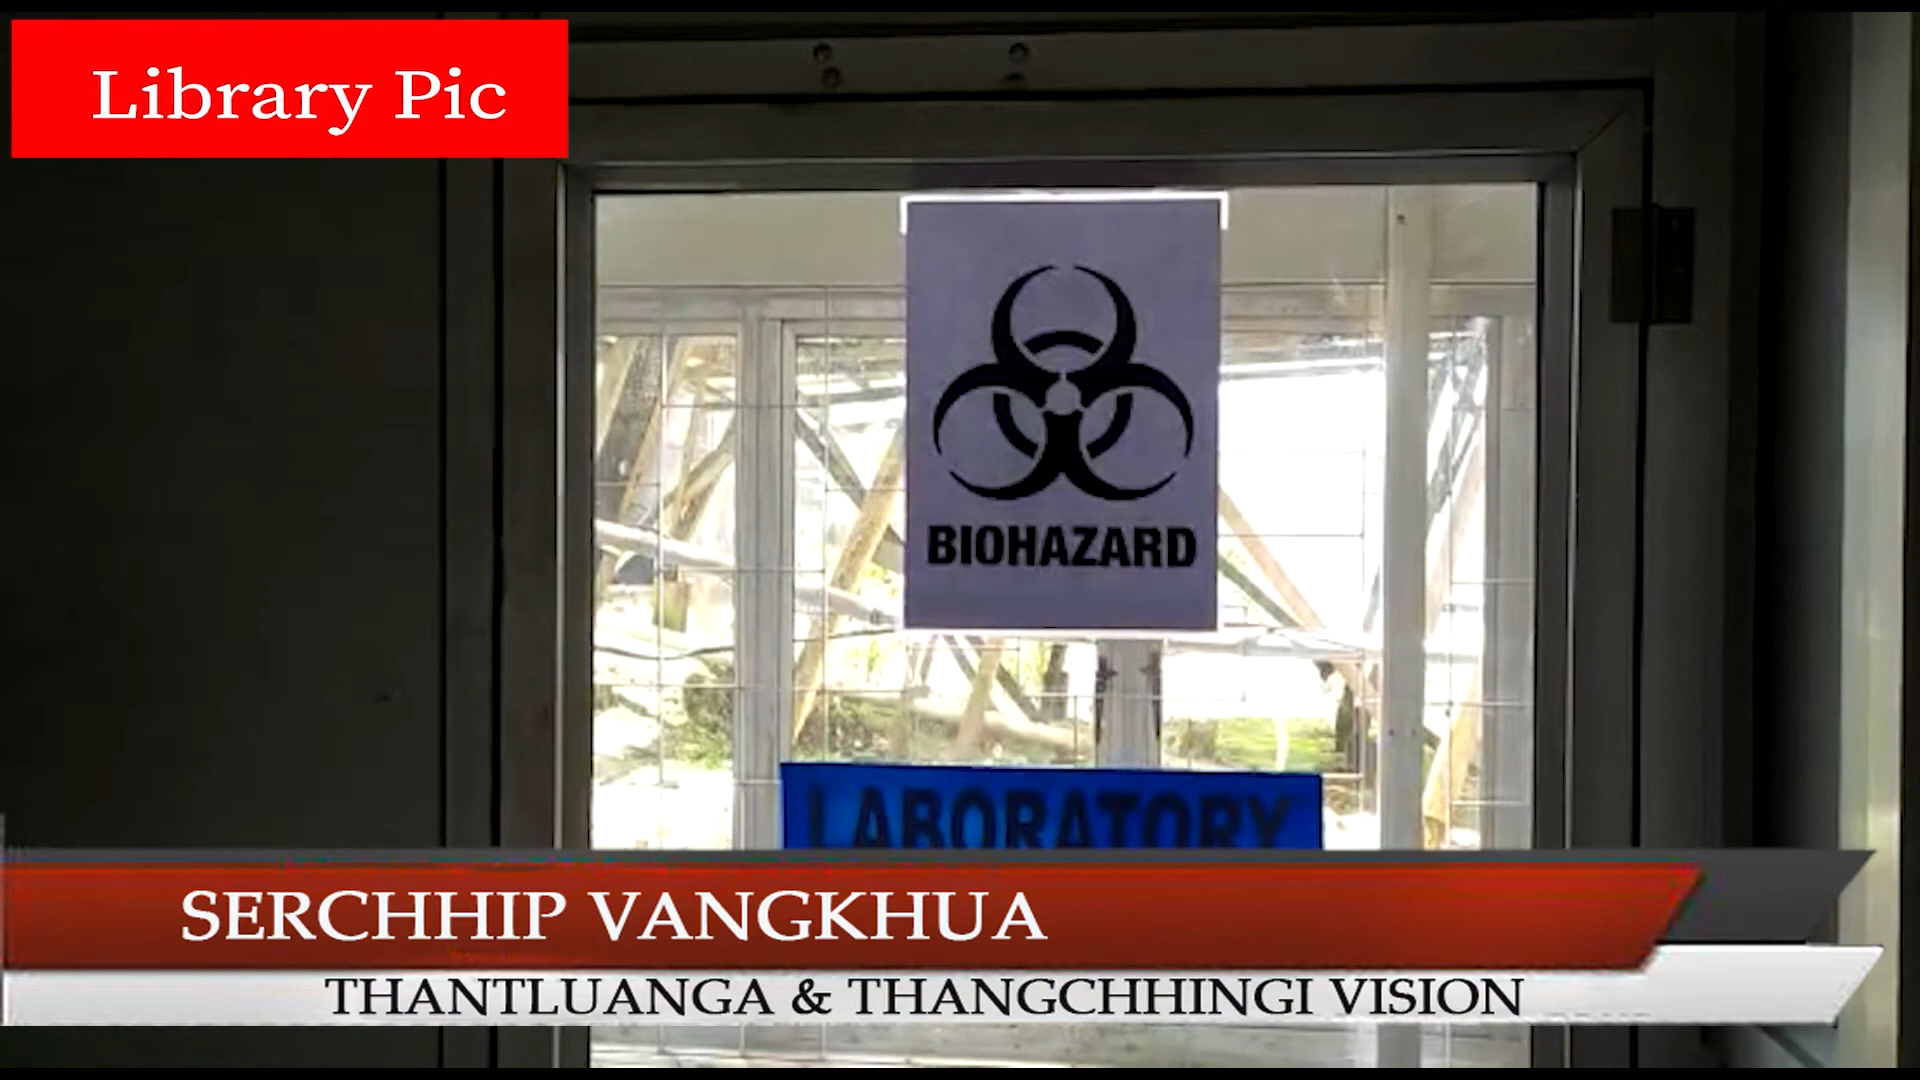 Library Pic
BIOHAZARD
LABORATORY
SERCHHIP VANGKHUA
THANTLUANGA & THANGCHHINGI VISION